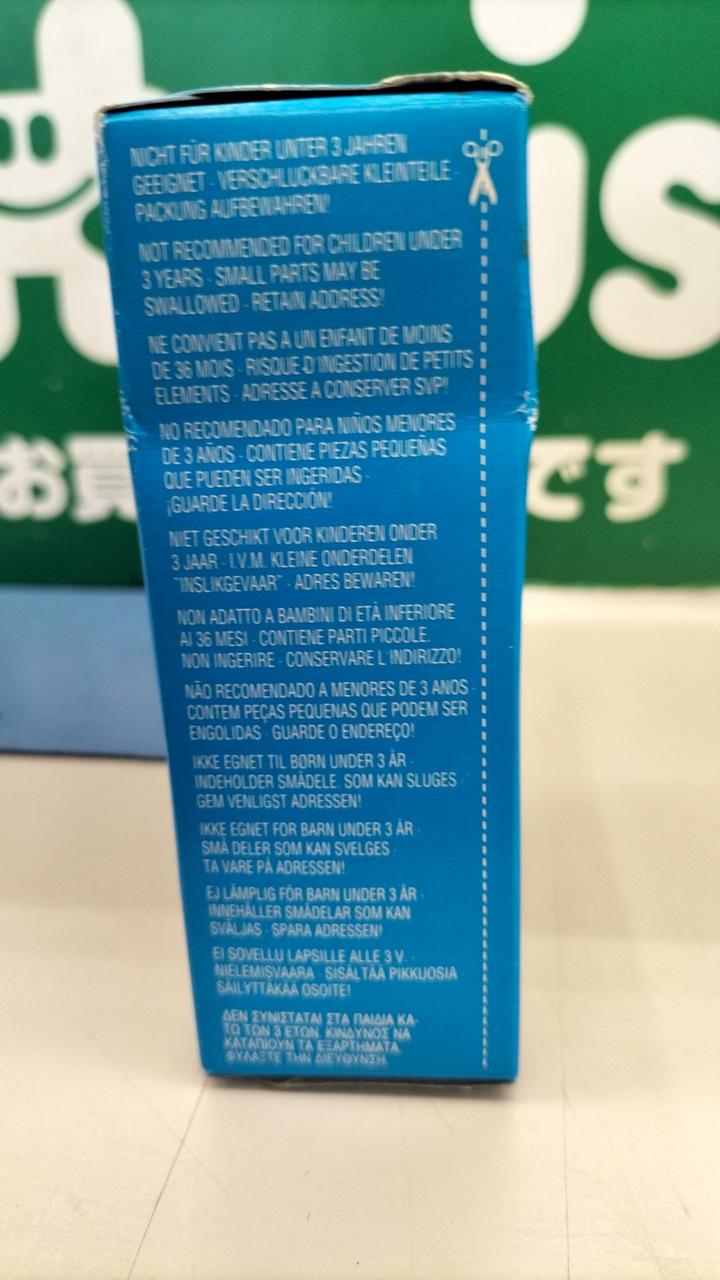 NICHT FÜR KINDER UNTER 3 JAHREN
GEEIGNET · VERSCHLUCKBARE KLEINTEILE ·
PACKUNG AUFBEWAHREN!
NOT RECOMMENDED FOR CHILDREN UNDER
3 YEARS · SMALL PARTS MAY BE
SWALLOWED · RETAIN ADDRESS!
NE CONVIENT PAS A UN ENFANT DE MOINS
DE 36 MOIS · RISQUE D'INGESTION DE PETITS
ELEMENTS · ADRESSE A CONSERVER SVP!
NO RECOMENDADO PARA NIÑOS MENORES
DE 3 AÑOS · CONTIENE PIEZAS PEQUEÑAS
QUE PUEDEN SER INGERIDAS ·
¡GUARDE LA DIRECCIÓN!
NIET GESCHIKT VOOR KINDEREN ONDER
3 JAAR · I.V.M. KLEINE ONDERDELEN
"INSLIKGEVAAR" · ADRES BEWAREN!
NON ADATTO A BAMBINI DI ETÀ INFERIORE
AI 36 MESI · CONTIENE PARTI PICCOLE.
NON INGERIRE · CONSERVARE L'INDIRIZZO!
NÃO RECOMENDADO A MENORES DE 3 ANOS ·
CONTEM PEÇAS PEQUENAS QUE PODEM SER
ENGOLIDAS · GUARDE O ENDEREÇO!
IKKE EGNET TIL BØRN UNDER 3 ÅR ·
INDEHOLDER SMÅDELE, SOM KAN SLUGES ·
GEM VENLIGST ADRESSEN!
IKKE EGNET FOR BARN UNDER 3 ÅR ·
SMÅ DELER SOM KAN SVELGES ·
TA VARE PÅ ADRESSEN!
EJ LÄMPLIG FÖR BARN UNDER 3 ÅR ·
INNEHÅLLER SMÅDELAR SOM KAN
SVÄLJAS · SPARA ADRESSEN!
EI SOVELLU LAPSILLE ALLE 3 V. ·
NIELEMISVAARA · SISÄLTÄÄ PIKKUOSIA ·
SÄILYTTÄKÄÄ OSOITE!
ΔΕΝ ΣΥΝΙΣΤΑΤΑΙ ΣΤΑ ΠΑΙΔΙΑ ΚΑ-
ΤΩ ΤΩΝ 3 ΕΤΩΝ. ΚΙΝΔΥΝΟΣ ΝΑ
ΚΑΤΑΠΙΟΥΝ ΤΑ ΕΞΑΡΤΗΜΑΤΑ.
ΦΥΛΑΞΤΕ ΤΗΝ ΔΙΕΥΘΥΝΣΗ.
us
お買
です